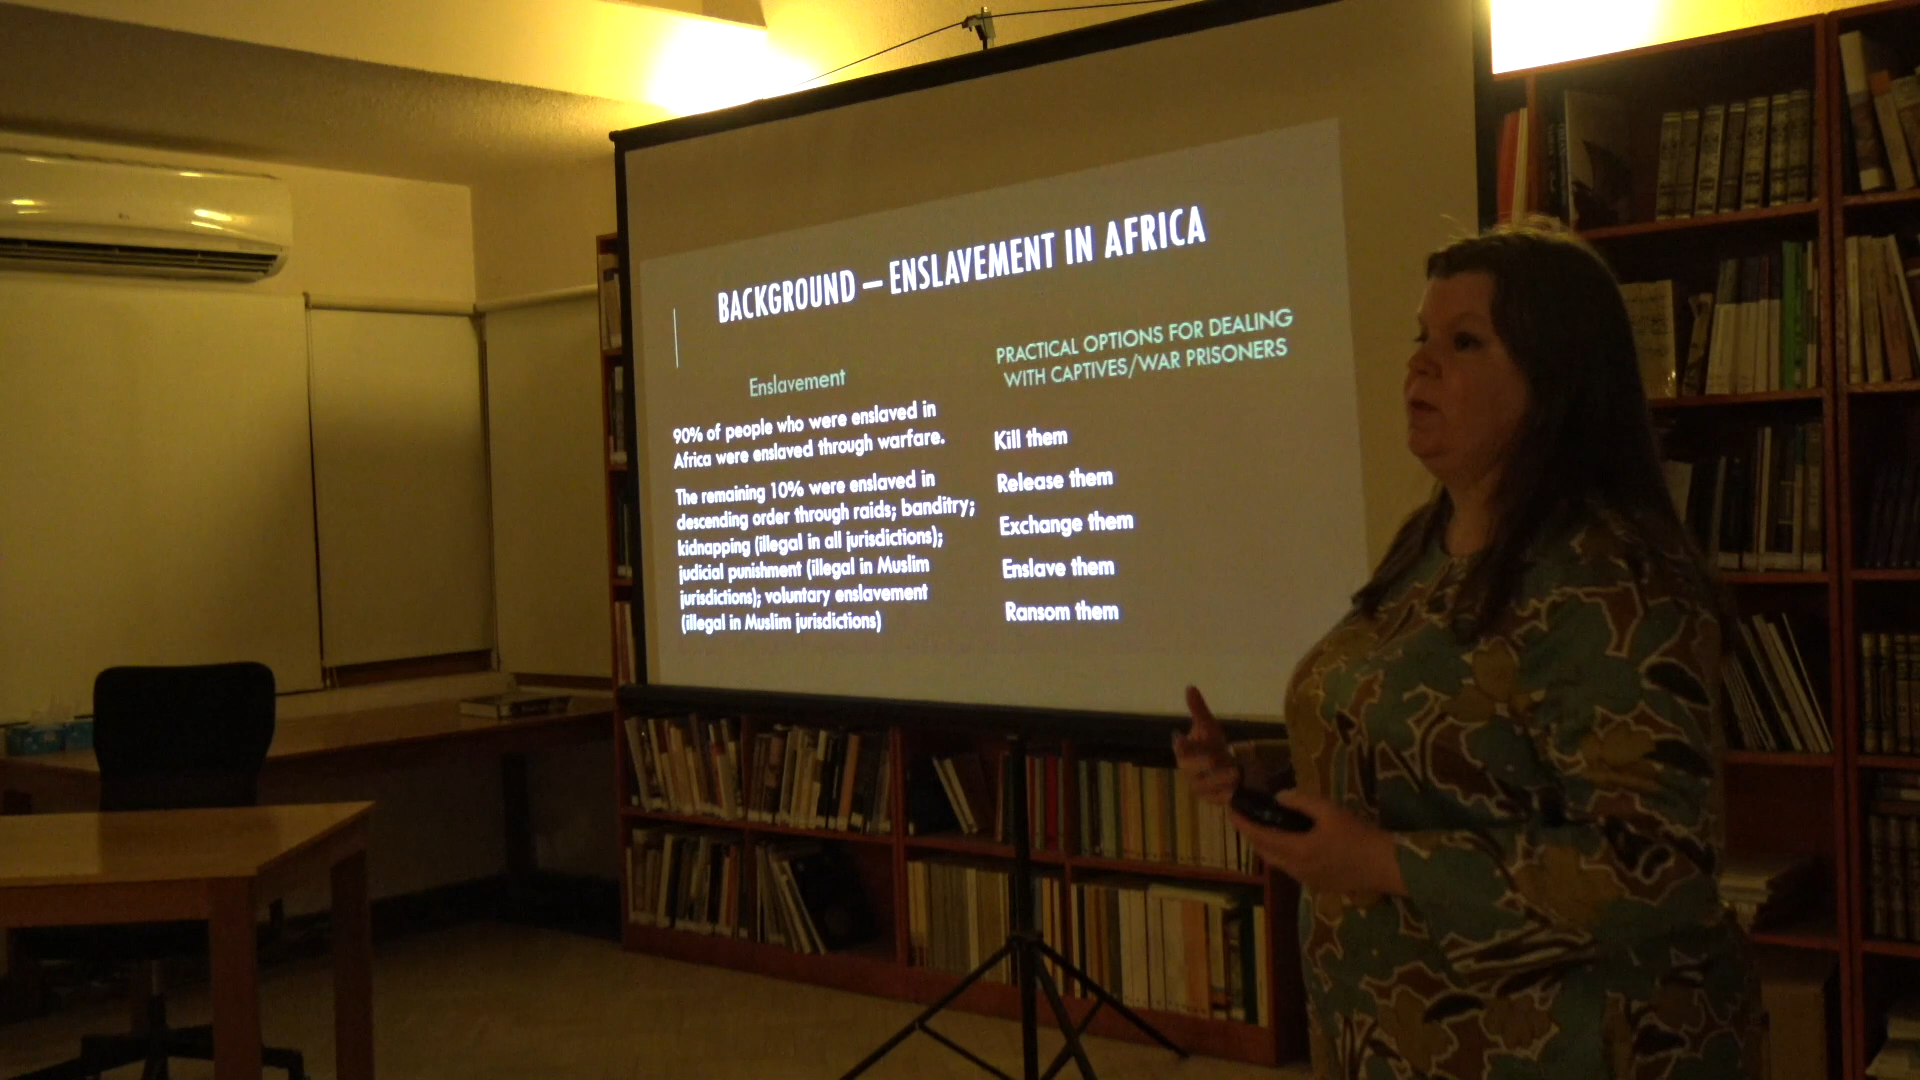 BACKGROUND – ENSLAVEMENT IN AFRICA
Enslavement
90% of people who were enslaved in
Africa were enslaved through warfare.
The remaining 10% were enslaved in
descending order through raids; banditry;
kidnapping (illegal in all jurisdictions);
judicial punishment (illegal in Muslim
jurisdictions); voluntary enslavement
(illegal in Muslim jurisdictions)
PRACTICAL OPTIONS FOR DEALING
WITH CAPTIVES/WAR PRISONERS
Kill them
Release them
Exchange them
Enslave them
Ransom them